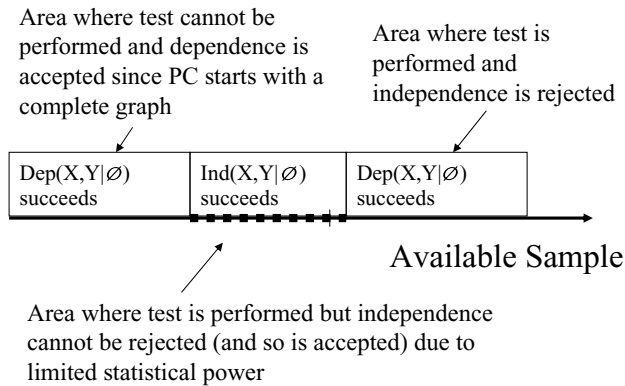 Area where test cannot be
performed and dependence is
accepted since PC starts with a
complete graph
Area where test is
performed and
independence is rejected
Dep(X,Y|∅)
succeeds
Ind(X,Y|∅)
succeeds
Dep(X,Y|∅)
succeeds
Available Sample
Area where test is performed but independence
cannot be rejected (and so is accepted) due to
limited statistical power